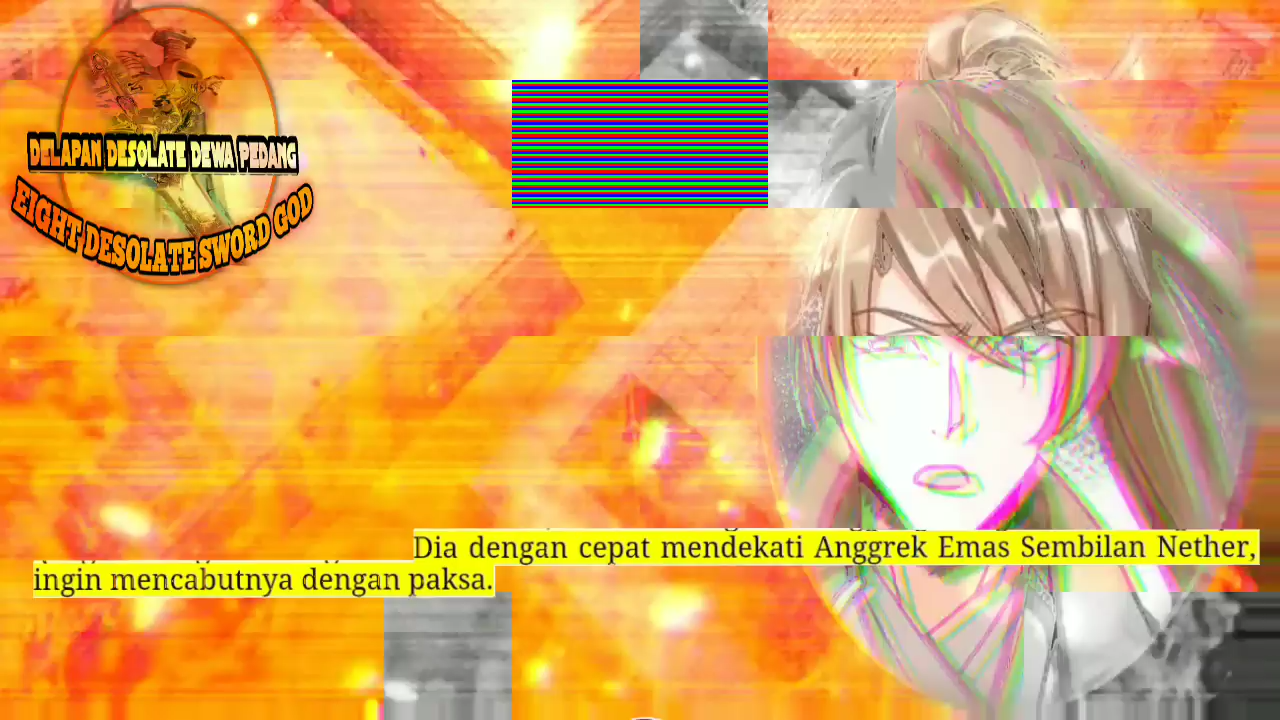 DELAPAN DESOLATE DEWA PEDANG
EIGHT DESOLATE SWORD GOD
Dia dengan cepat mendekati Anggrek Emas Sembilan Nether,
ingin mencabutnya dengan paksa.